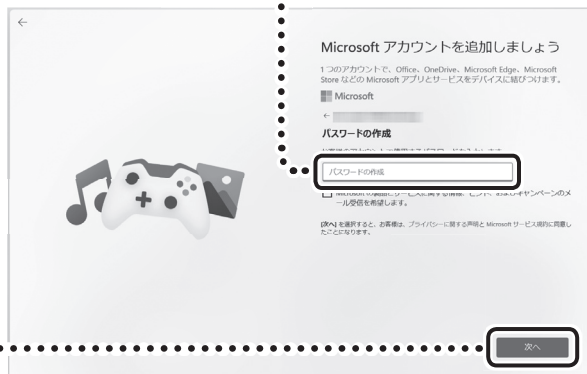 Microsoft アカウントを追加しましょう
1 つのアカウントで、Office、OneDrive、Microsoft Edge、Microsoft
Store などの Microsoft アプリとサービスをデバイスに結びつけます。
Microsoft
パスワードの作成
パスワードの作成
ール受信を希望します。
[次へ] を選択すると、お客様は、プライバシーに関する声明と Microsoft サービス規約に同意し
たことになります。
次へ